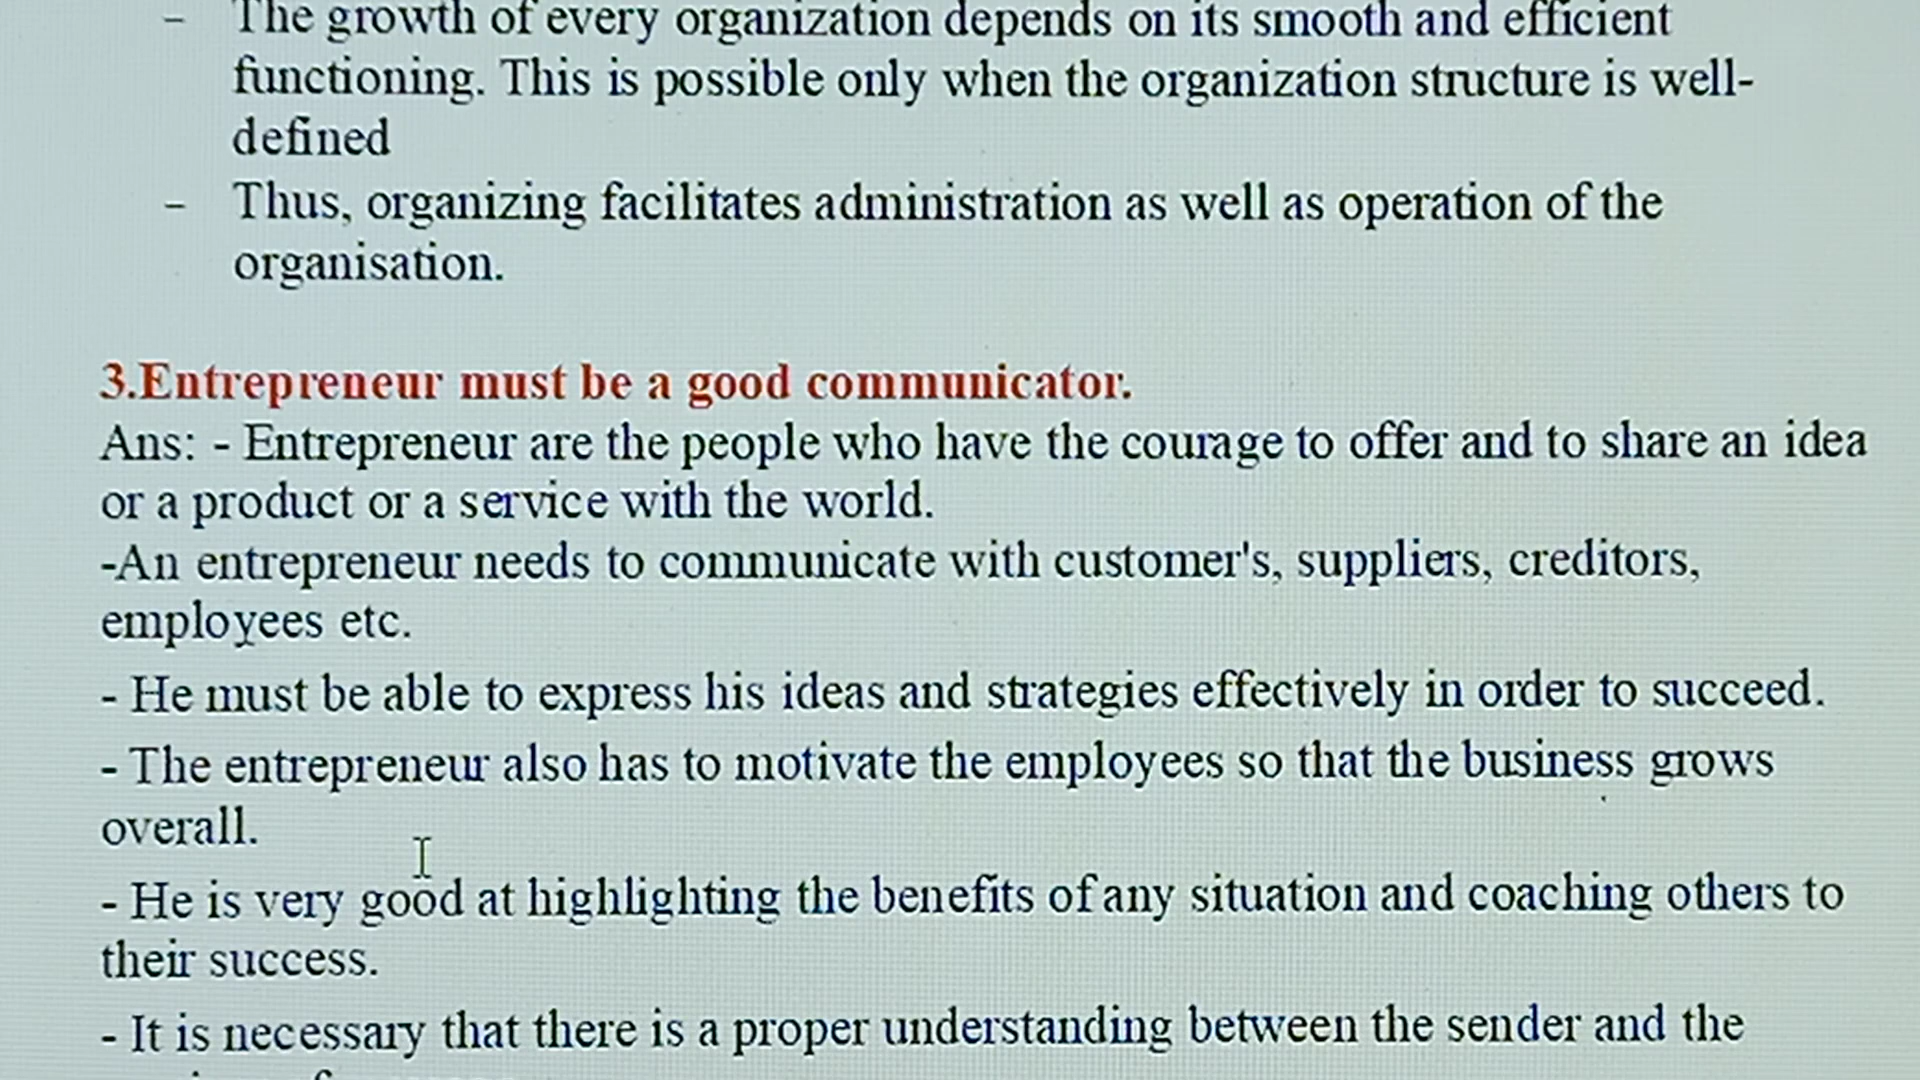 - The growth of every organization depends on its smooth and efficient
functioning. This is possible only when the organization structure is well-
defined
- Thus, organizing facilitates administration as well as operation of the
organisation.
3.Entrepreneur must be a good communicator.
Ans: - Entrepreneur are the people who have the courage to offer and to share an idea
or a product or a service with the world.
-An entrepreneur needs to communicate with customer's, suppliers, creditors,
employees etc.
- He must be able to express his ideas and strategies effectively in order to succeed.
- The entrepreneur also has to motivate the employees so that the business grows
overall.
- He is very good at highlighting the benefits of any situation and coaching others to
their success.
- It is necessary that there is a proper understanding between the sender and the